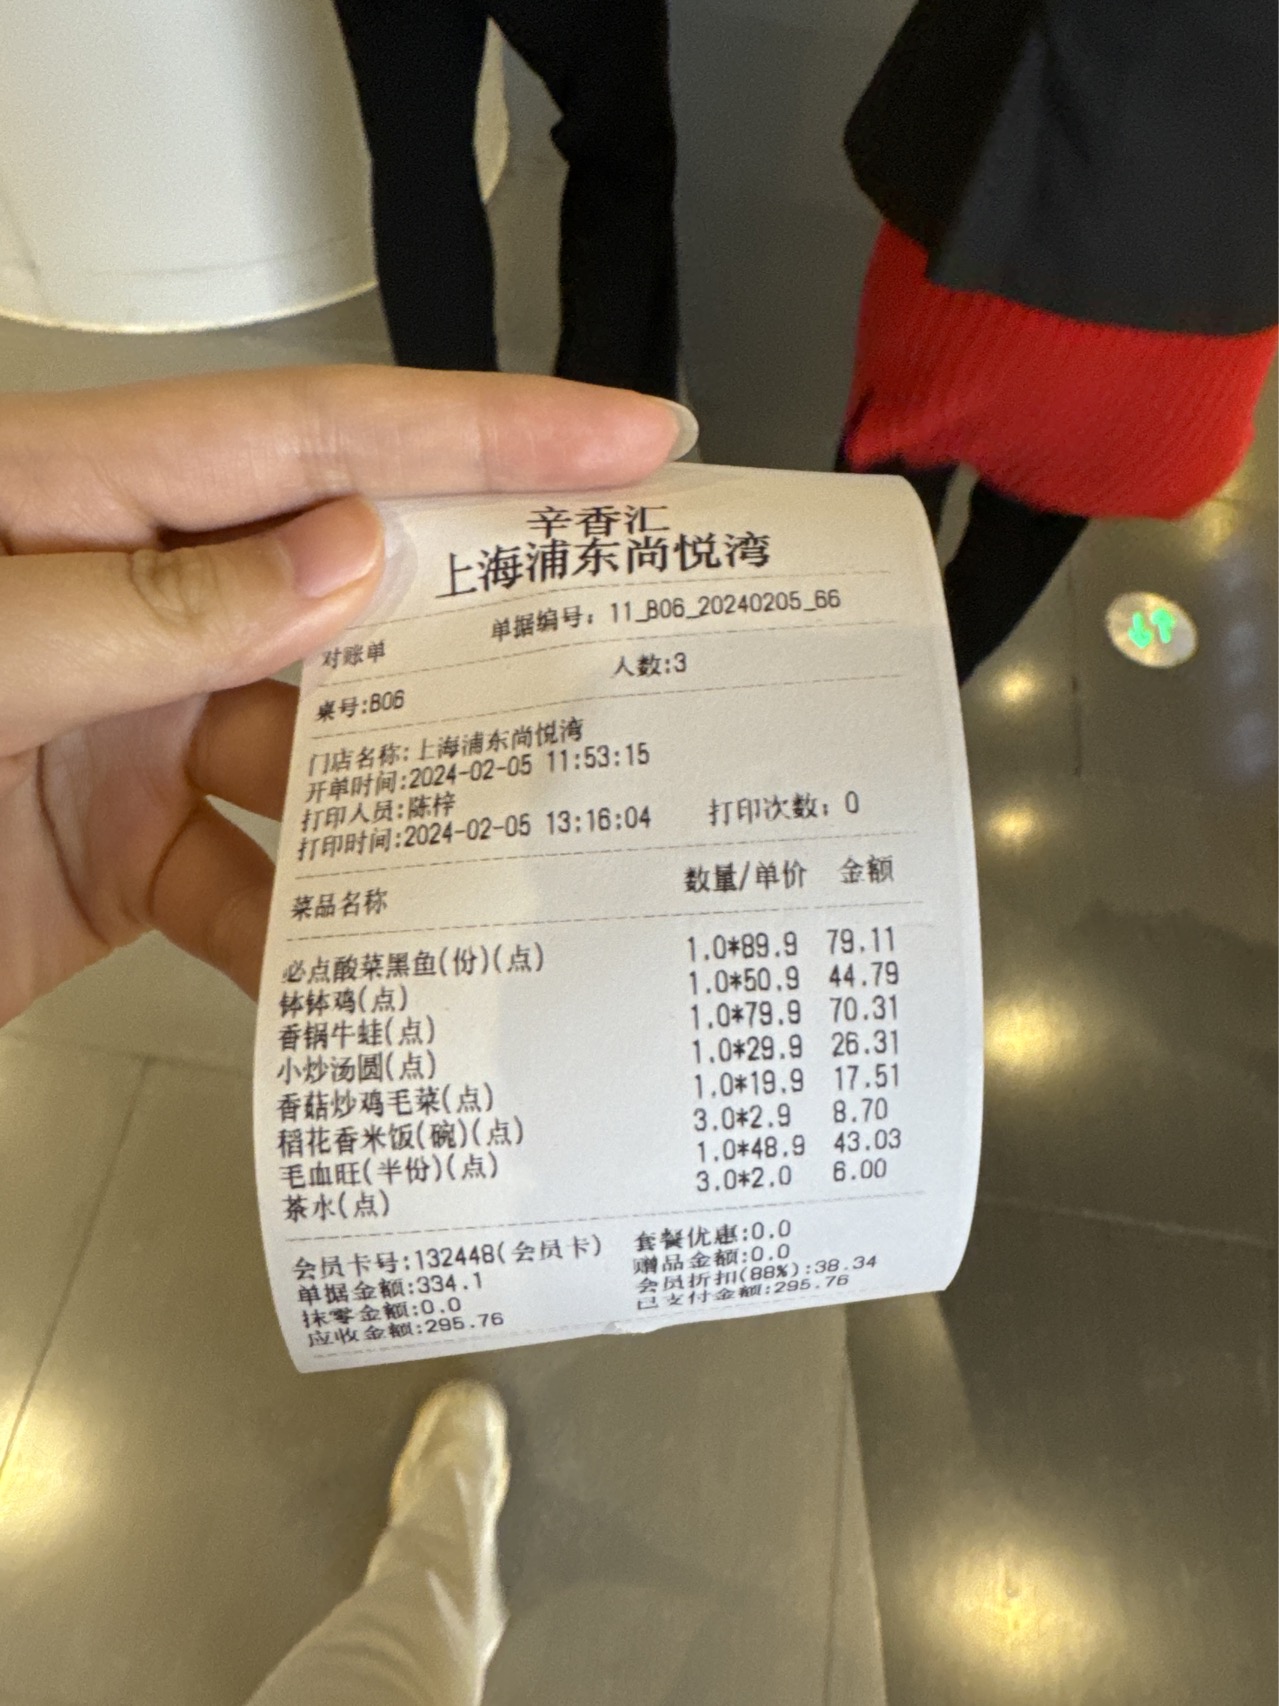 辛香汇
上海浦东尚悦湾
对账单 单据编号：11_B06_20240205_66
桌号:B06 人数:3
门店名称:上海浦东尚悦湾
开单时间:2024-02-05 11:53:15
打印人员:陈梓
打印时间:2024-02-05 13:16:04 打印次数：0
菜品名称 数量/单价 金额
必点酸菜黑鱼(份)(点) 1.0*89.9 79.11
钵钵鸡(点) 1.0*50.9 44.79
香锅牛蛙(点) 1.0*79.9 70.31
小炒汤圆(点) 1.0*29.9 26.31
香菇炒鸡毛菜(点) 1.0*19.9 17.51
稻花香米饭(碗)(点) 3.0*2.9 8.70
毛血旺(半份)(点) 1.0*48.9 43.03
茶水(点) 3.0*2.0 6.00
会员卡号:132448(会员卡) 套餐优惠:0.0
单据金额:334.1 赠品金额:0.0
抹零金额:0.0 会员折扣(88%):38.34
应收金额:295.76 已支付金额:295.76